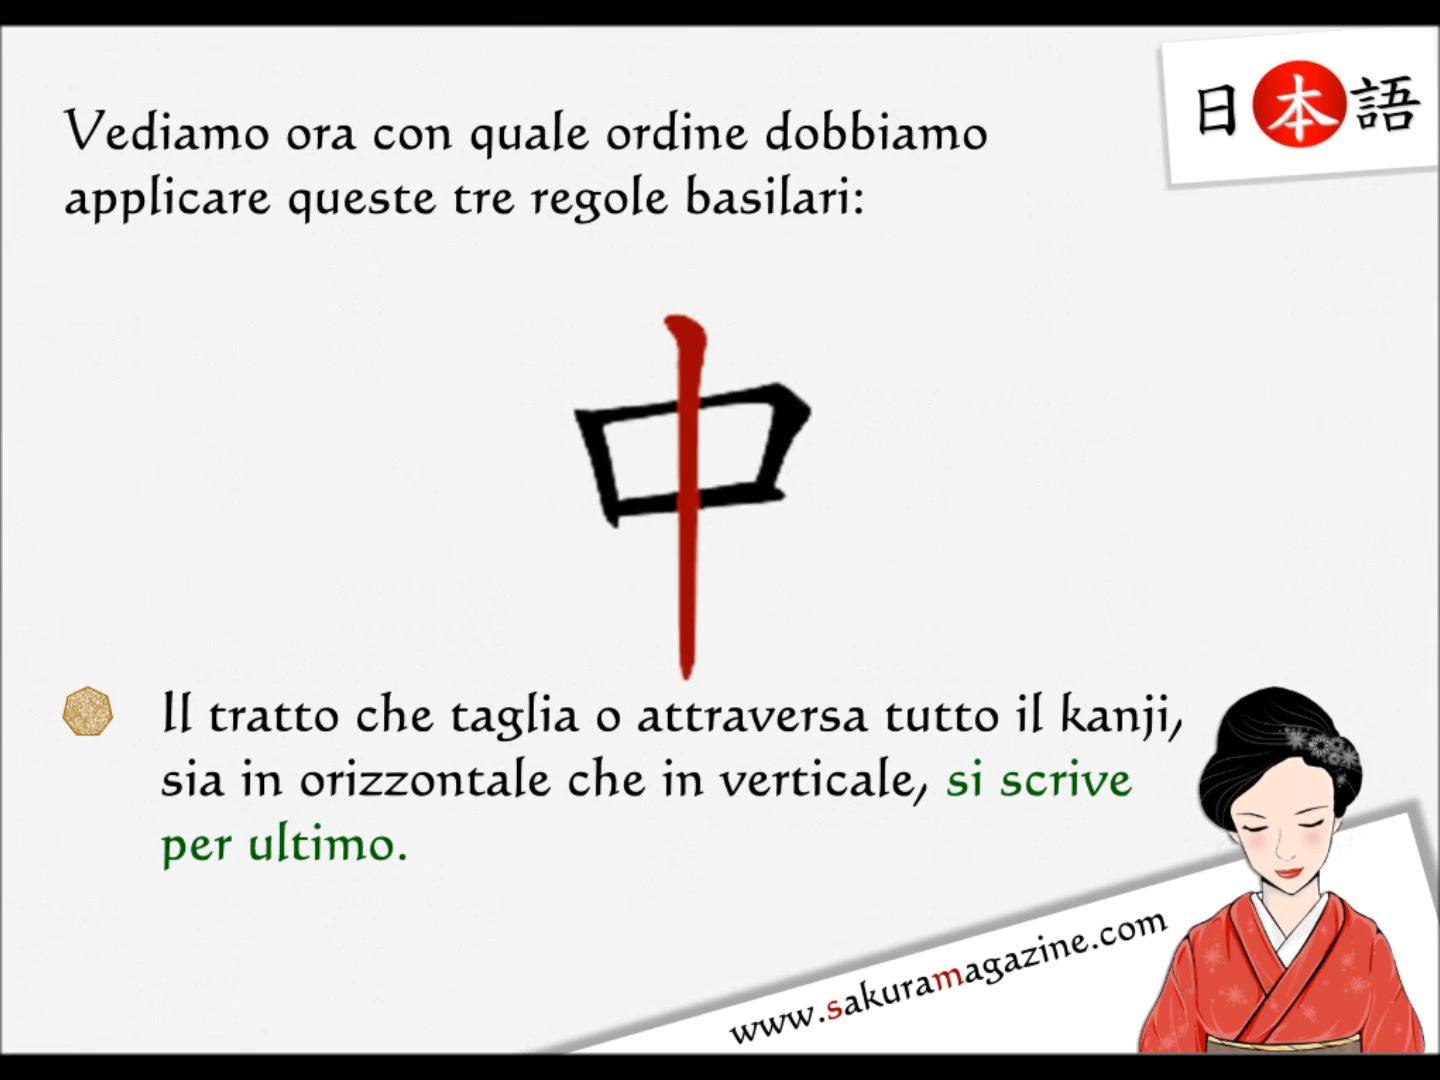 Vediamo ora con quale ordine dobbiamo
applicare queste tre regole basilari:
日本語
中
Il tratto che taglia o attraversa tutto il kanji,
sia in orizzontale che in verticale, si scrive
per ultimo.
www.sakuramagazine.com